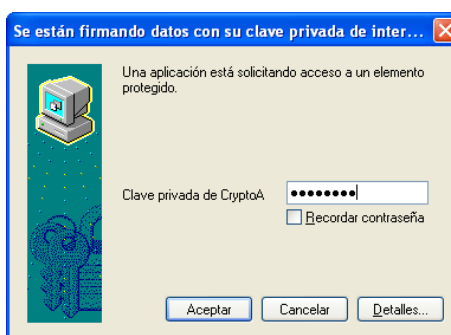 Se están firmando datos con su clave privada de inter...
Una aplicación está solicitando acceso a un elemento
protegido.
Clave privada de CryptoA
••••••••
Recordar contraseña
Aceptar
Cancelar
Detalles...